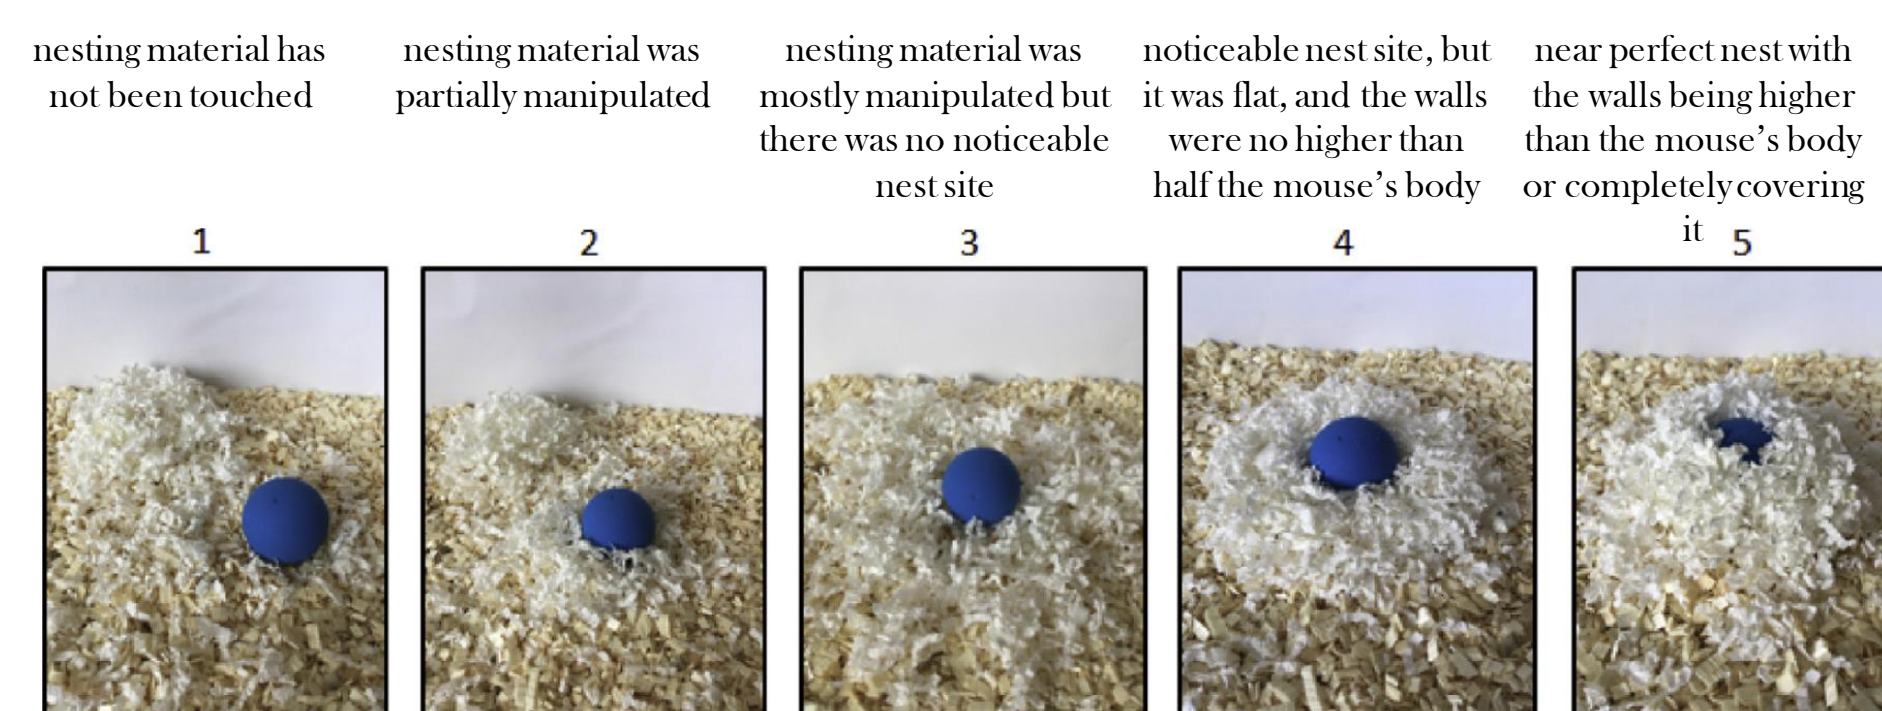 nesting material has
not been touched
nesting material was
partially manipulated
nesting material was
mostly manipulated but
there was no noticeable
nest site
noticeable nest site, but
it was flat, and the walls
were no higher than
half the mouse's body
near perfect nest with
the walls being higher
than the mouse's body
or completely covering
it
1
2
3
4
5